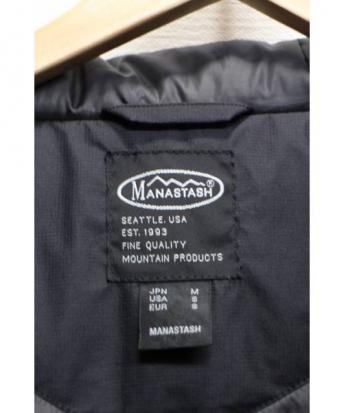 MANASTASH®
SEATTLE. USA
EST. 1993
FINE QUALITY
MOUNTAIN PRODUCTS
JPN M
USA S
EUR S
MANASTASH